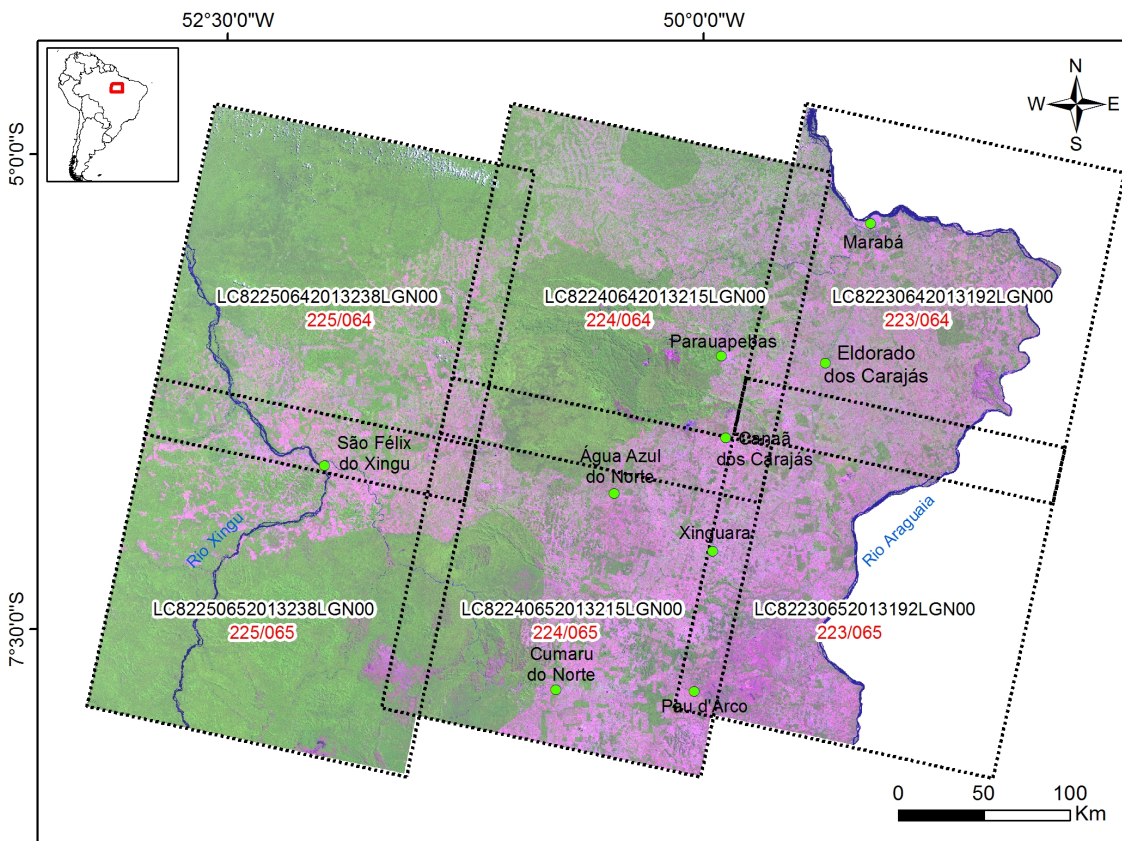 52°30'0"W
50°0'0"W
N
W
E
S
5°0'0"S
Marabá
LC82250642013238LGN00
225/064
LC82240642013215LGN00
224/064
LC82230642013192LGN00
223/064
Parauapebas
Eldorado
dos Carajás
São Félix
do Xingu
Canaã
dos Carajás
Água Azul
do Norte
Xinguara
Rio Xingu
Rio Araguaia
7°30'0"S
LC82250652013238LGN00
225/065
LC82240652013215LGN00
224/065
LC82230652013192LGN00
223/065
Cumaru
do Norte
Pau d'Arco
0
50
100
Km